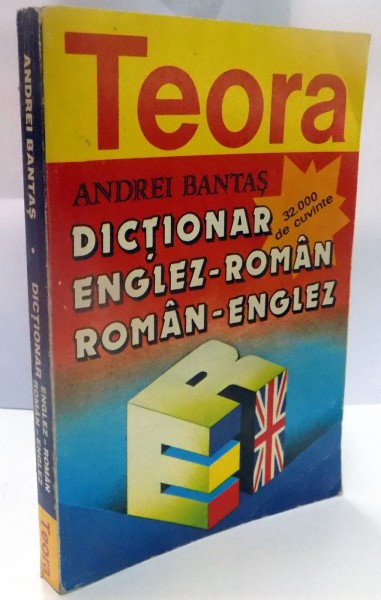 Teora
ANDREI BANTAȘ
32.000
de cuvinte
DICȚIONAR
ENGLEZ-ROMÂN
ROMÂN-ENGLEZ
ER
ANDREI BANTAȘ • DICȚIONAR
ENGLEZ - ROMÂN
ROMÂN - ENGLEZ
Teora